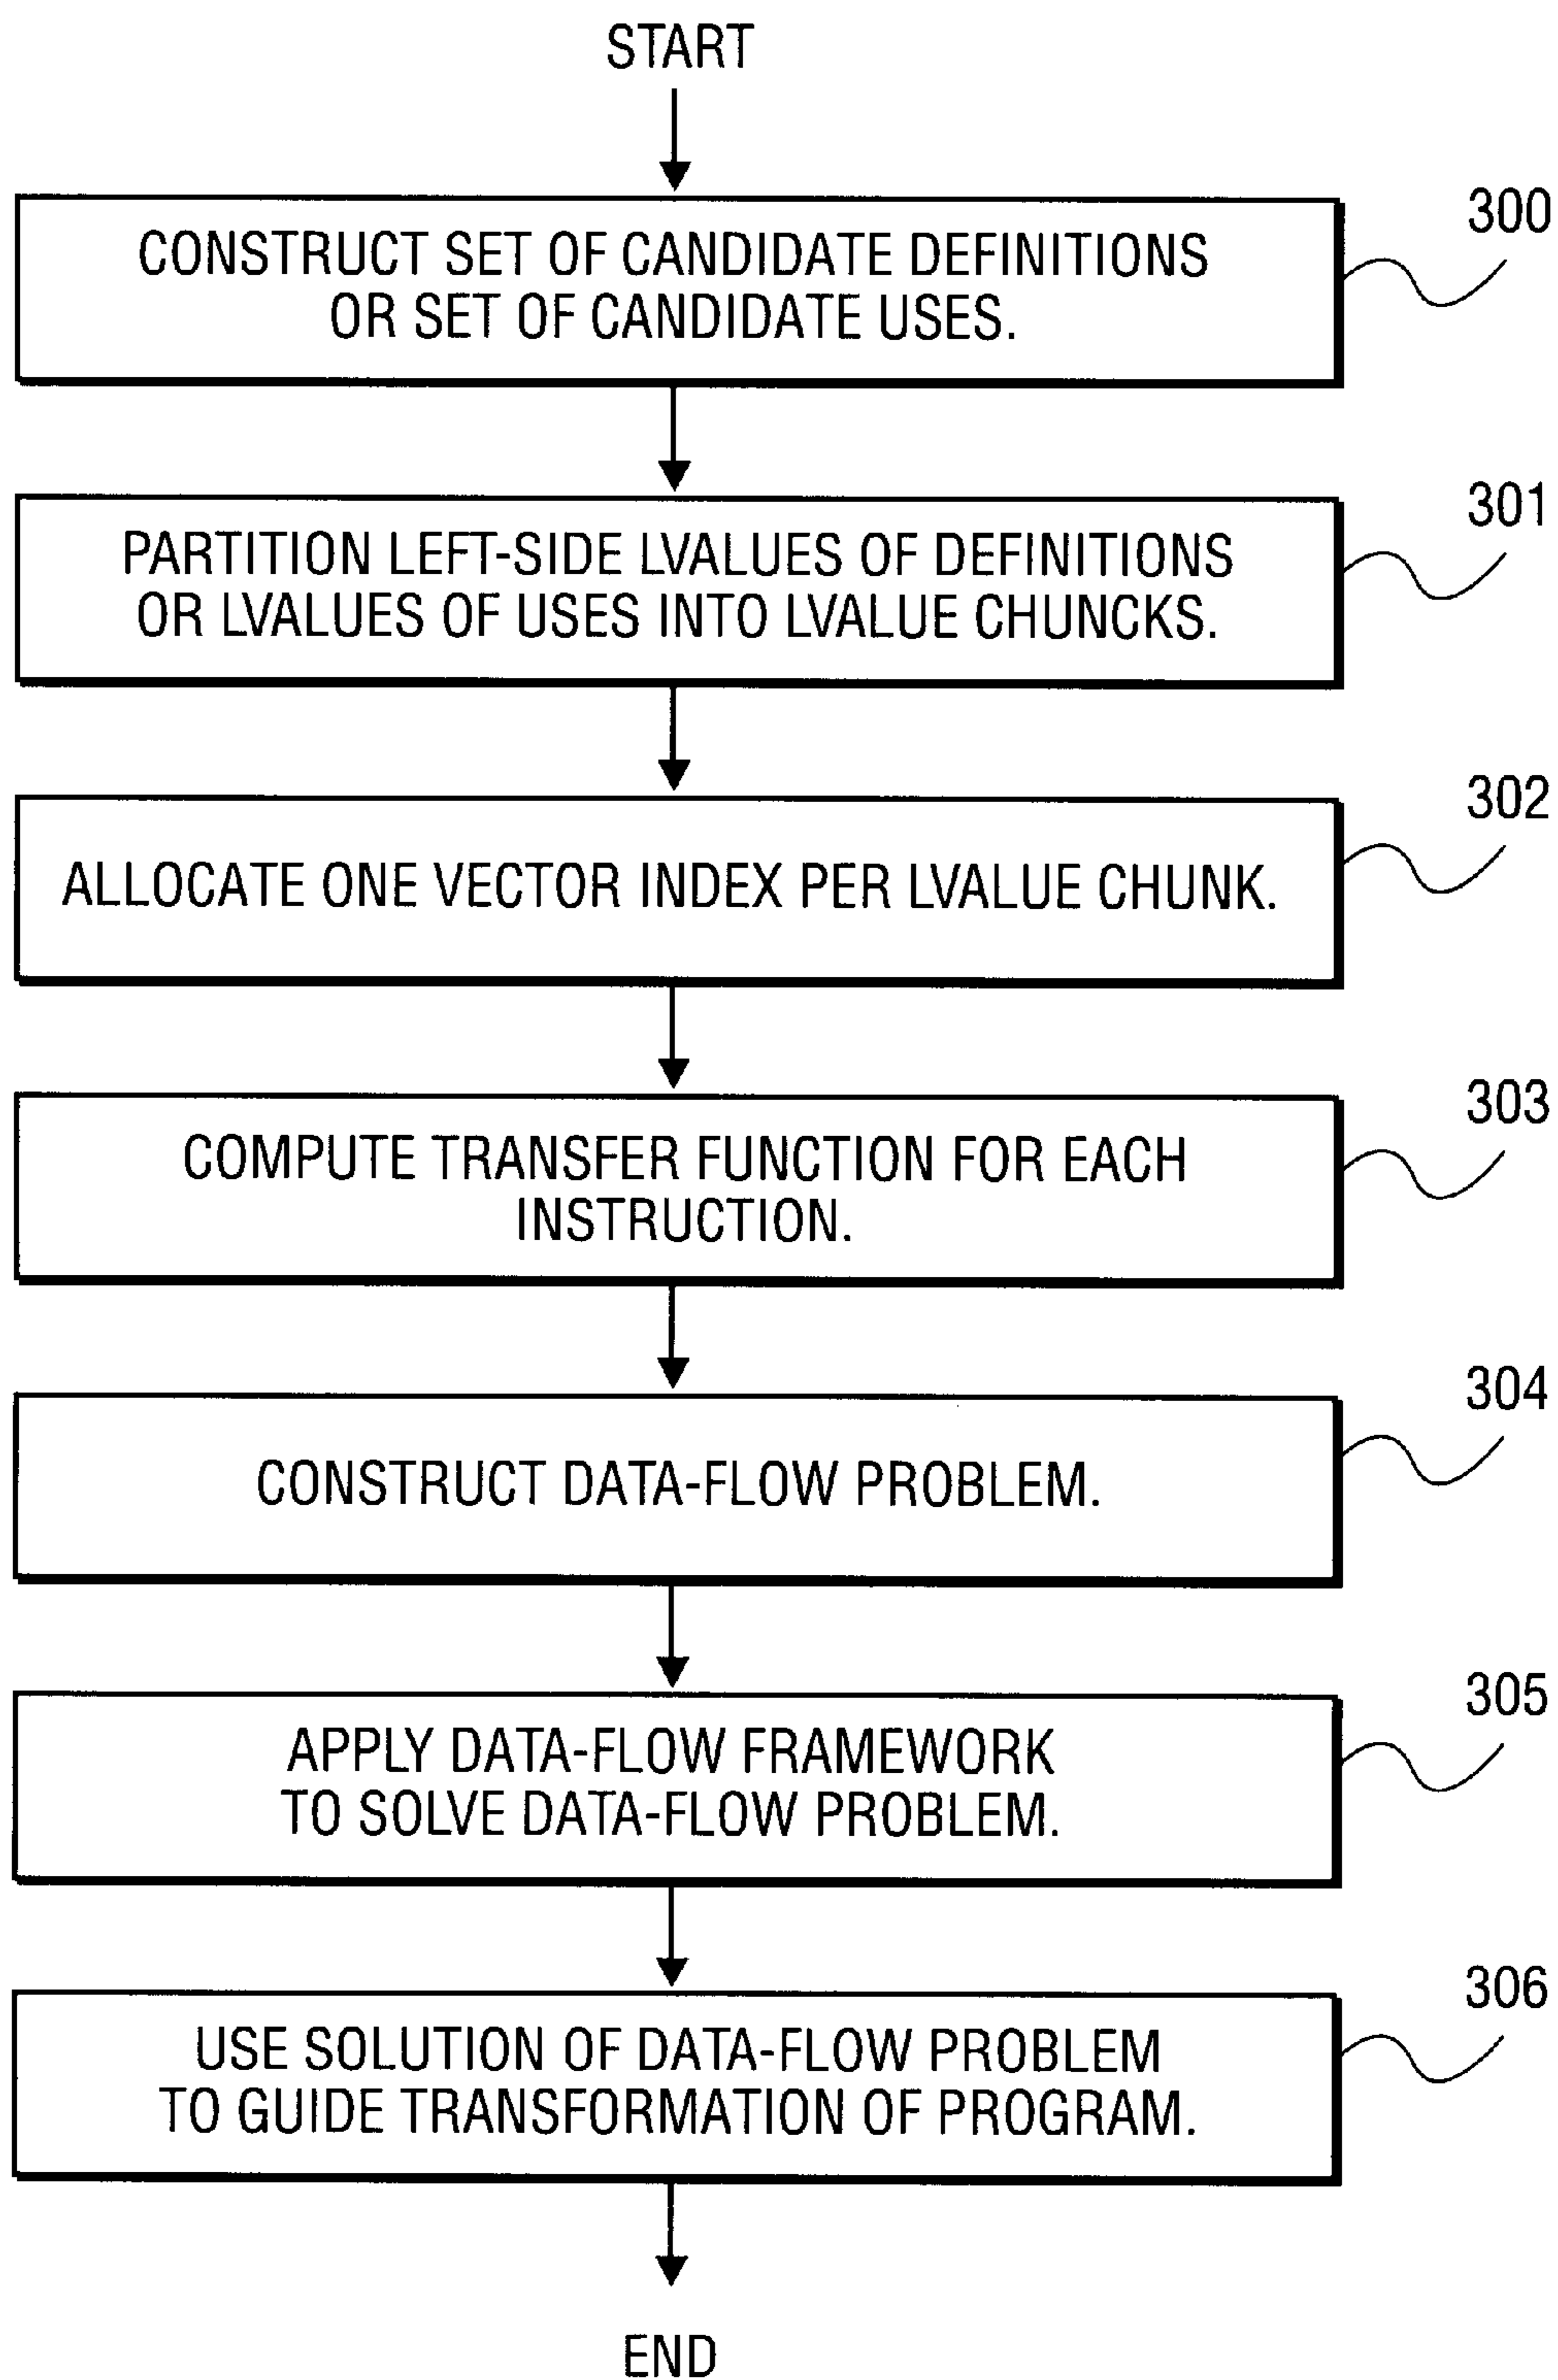 START
300
CONSTRUCT SET OF CANDIDATE DEFINITIONS
OR SET OF CANDIDATE USES.
301
PARTITION LEFT-SIDE LVALUES OF DEFINITIONS
OR LVALUES OF USES INTO LVALUE CHUNCKS.
302
ALLOCATE ONE VECTOR INDEX PER LVALUE CHUNK.
303
COMPUTE TRANSFER FUNCTION FOR EACH
INSTRUCTION.
304
CONSTRUCT DATA-FLOW PROBLEM.
305
APPLY DATA-FLOW FRAMEWORK
TO SOLVE DATA-FLOW PROBLEM.
306
USE SOLUTION OF DATA-FLOW PROBLEM
TO GUIDE TRANSFORMATION OF PROGRAM.
END